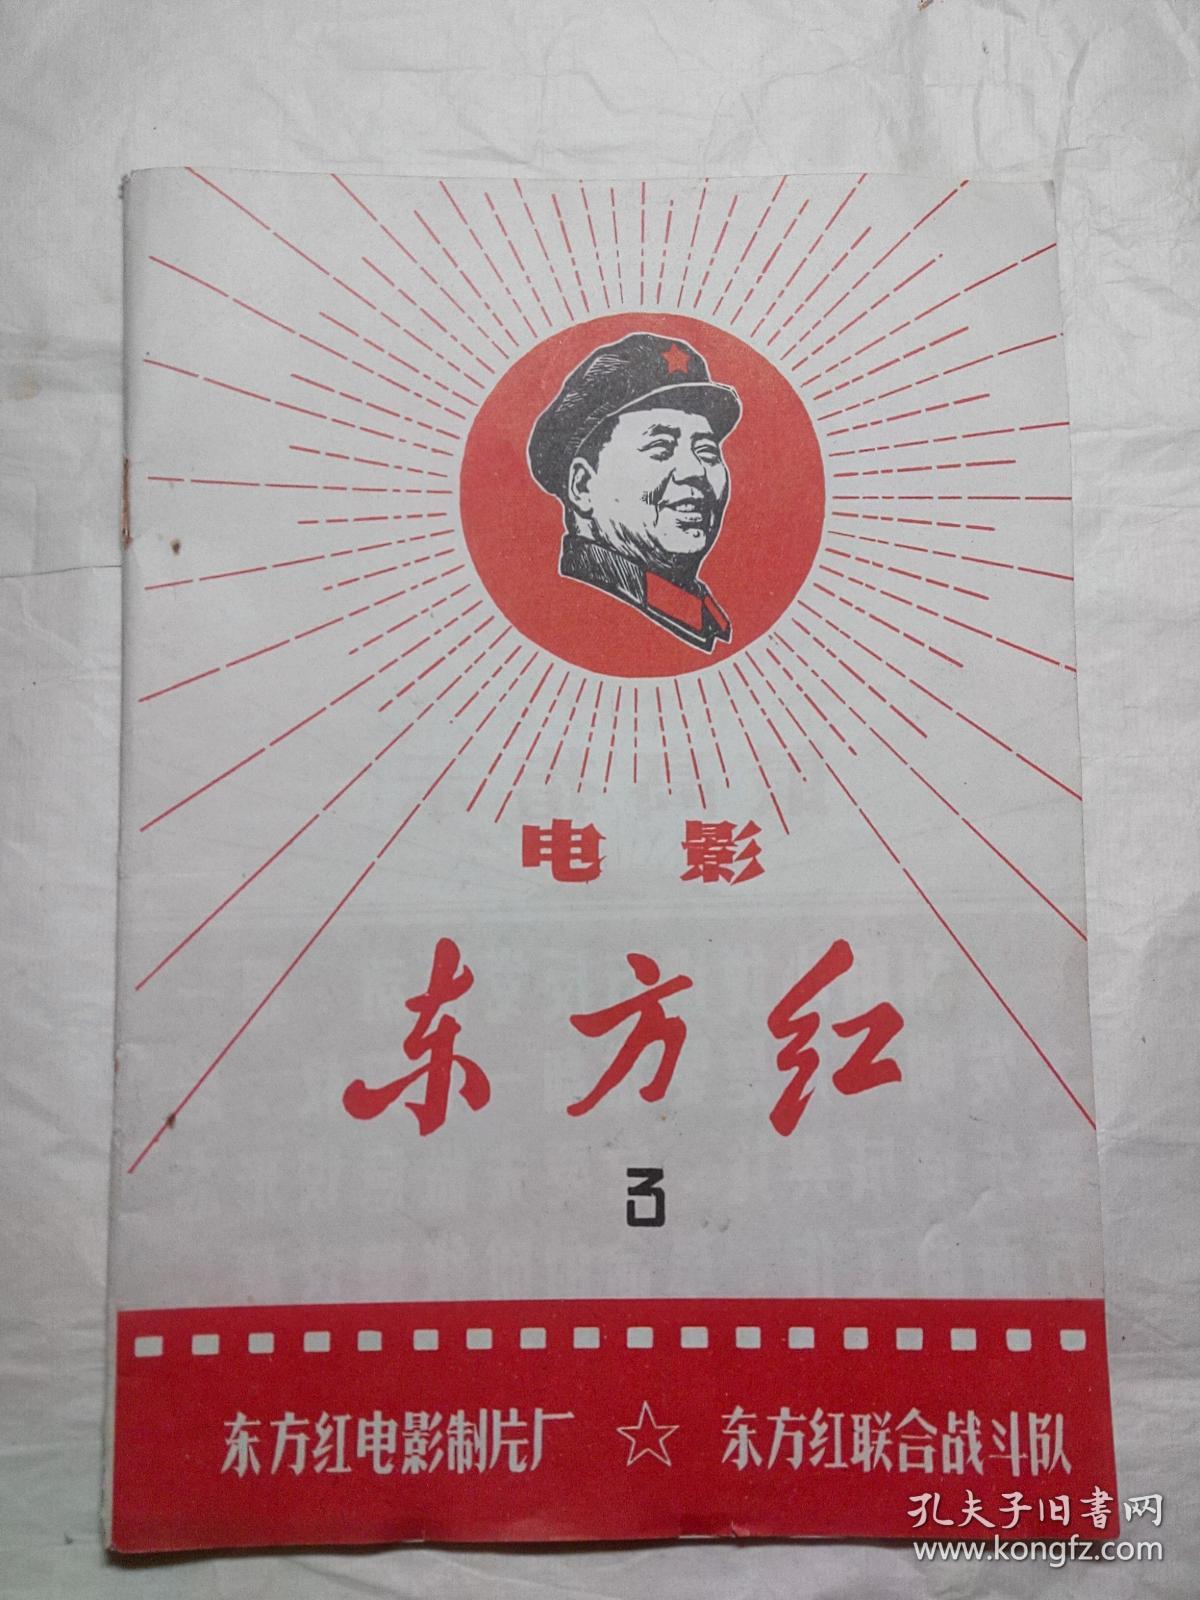 电影
东方红
3
东方红电影制片厂 ☆ 东方红联合战斗队
孔夫子旧书网
www.kongfz.com